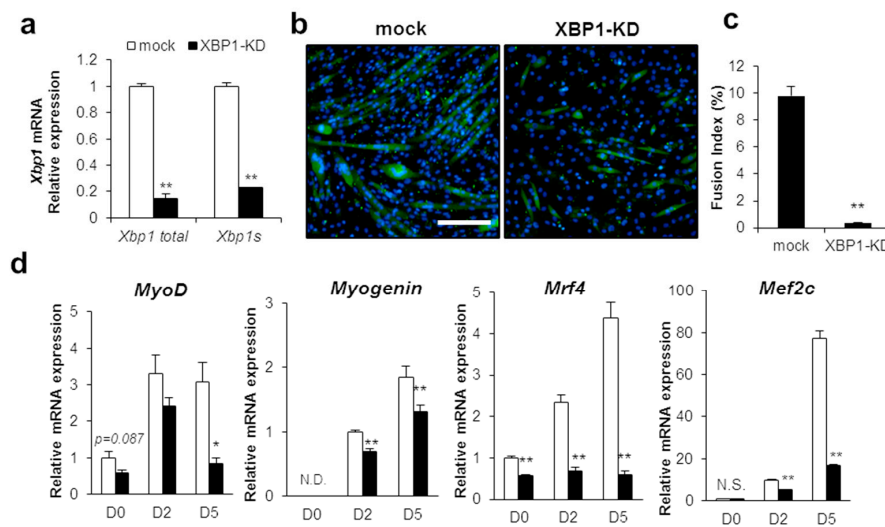 a
mock XBP1-KD
Xbp1 mRNA
Relative expression
1.2
1
0.8
0.6
0.4
0.2
0
**
**
Xbp1 total Xbp1s
b
mock XBP1-KD
c
Fusion Index (%)
12
10
8
6
4
2
0
**
mock XBP1-KD
d
MyoD
Relative mRNA expression
5
4
3
2
1
0
p=0.087
*
D0 D2 D5
Myogenin
Relative mRNA expression
3
2
1
0
N.D.
**
**
D0 D2 D5
Mrf4
Relative mRNA expression
5
4
3
2
1
0
**
**
**
D0 D2 D5
Mef2c
Relative mRNA expression
100
80
60
40
20
0
N.S.
**
**
D0 D2 D5